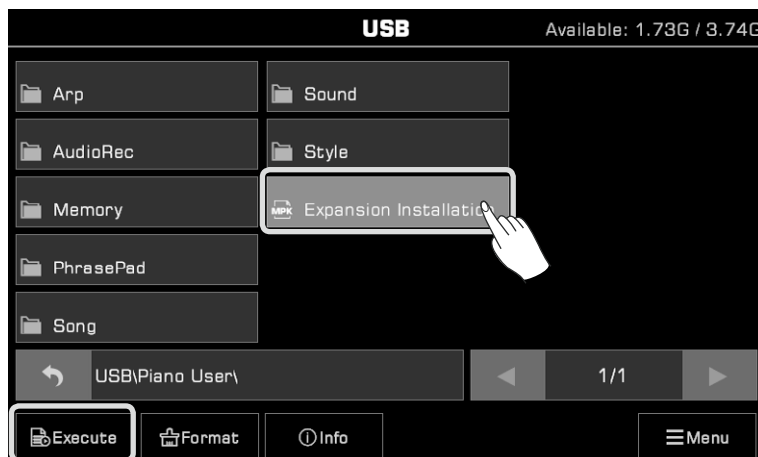 USB
Available: 1.73G / 3.74G
Arp
Sound
AudioRec
Style
Memory
MPK Expansion Installation
PhrasePad
Song
USB\Piano User\
1/1
Execute
Format
Info
Menu